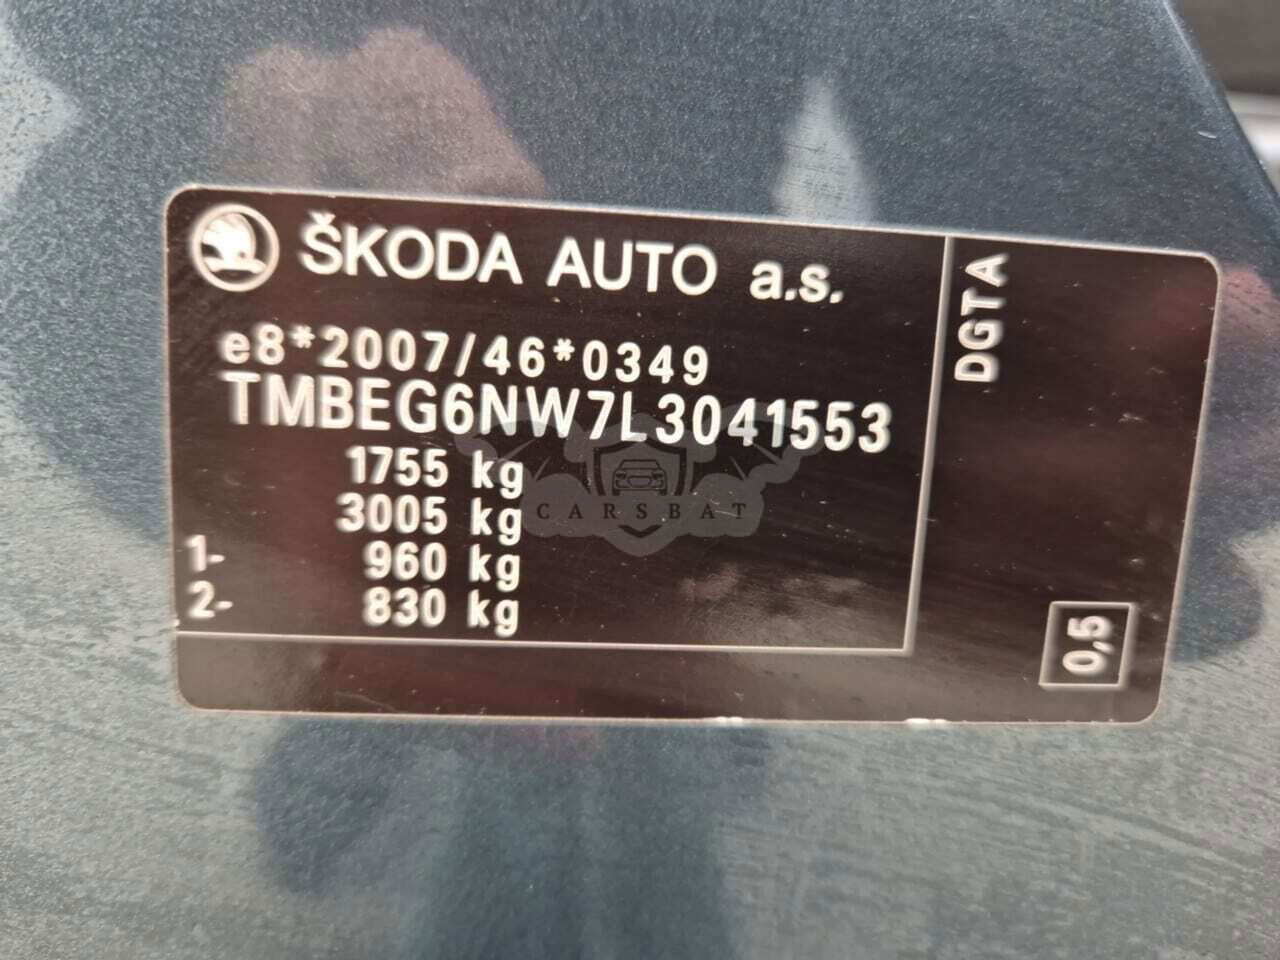 ŠKODA AUTO a.s.
e8*2007/46*0349
TMBEG6NW7L3041553
1755 kg
3005 kg
1- 960 kg
2- 830 kg
DGTA
0,5
CARSBAT